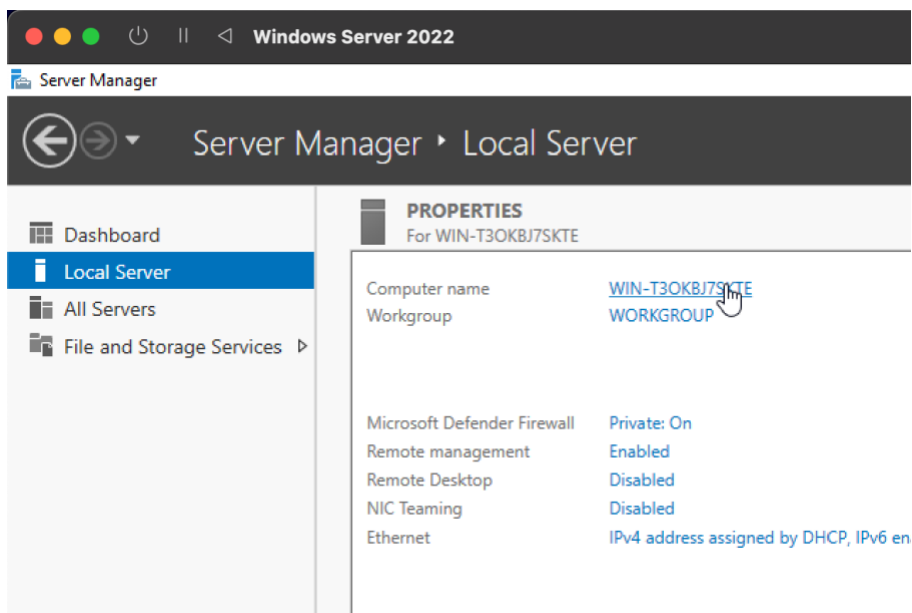 Windows Server 2022
Server Manager
Server Manager ‣ Local Server
PROPERTIES
For WIN-T3OKBJ7SKTE
Dashboard
Local Server
All Servers
File and Storage Services
Computer name WIN-T3OKBJ7SKTE
Workgroup WORKGROUP
Microsoft Defender Firewall Private: On
Remote management Enabled
Remote Desktop Disabled
NIC Teaming Disabled
Ethernet IPv4 address assigned by DHCP, IPv6 en